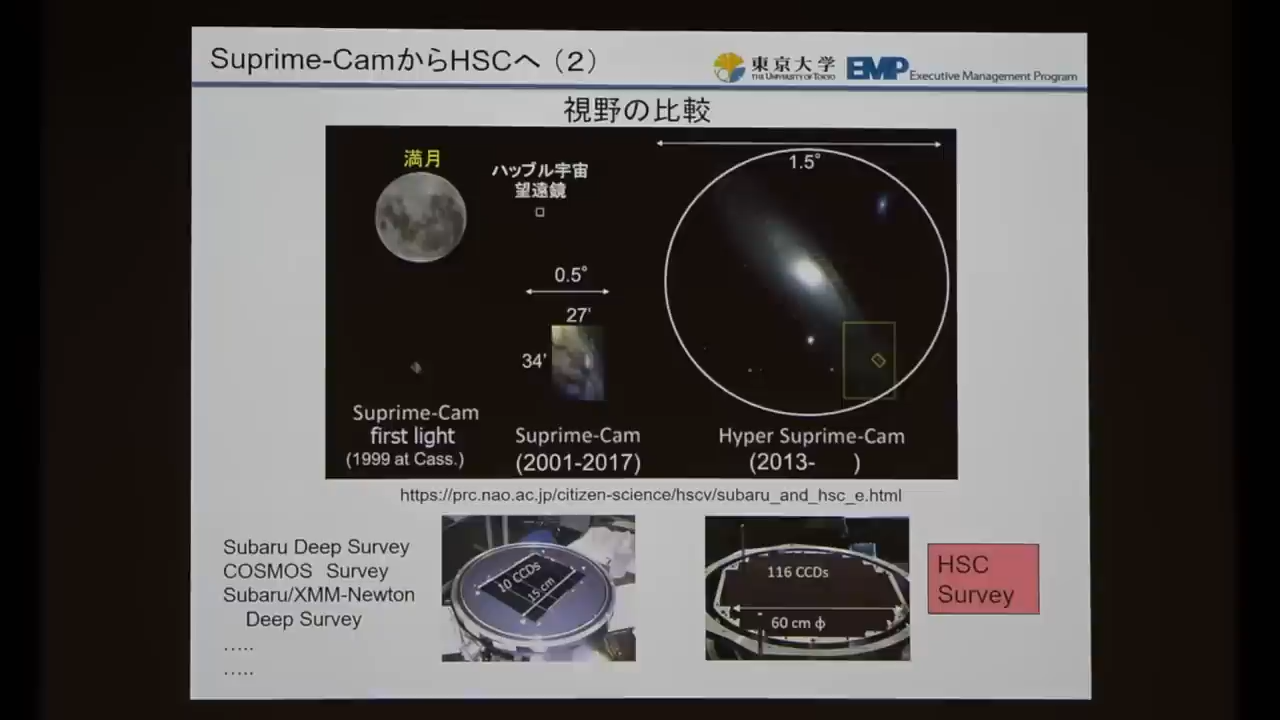 Suprime-CamからHSCへ（2）
東京大学
THE UNIVERSITY OF TOKYO
EMP Executive Management Program
視野の比較
満月
ハッブル宇宙
望遠鏡
1.5°
0.5°
27'
34'
Suprime-Cam
first light
(1999 at Cass.)
Suprime-Cam
(2001-2017)
Hyper Suprime-Cam
(2013- )
https://prc.nao.ac.jp/citizen-science/hscv/subaru_and_hsc_e.html
Subaru Deep Survey
COSMOS Survey
Subaru/XMM-Newton
Deep Survey
.....
.....
10 CCDs
15 cm
116 CCDs
60 cm ф
HSC
Survey